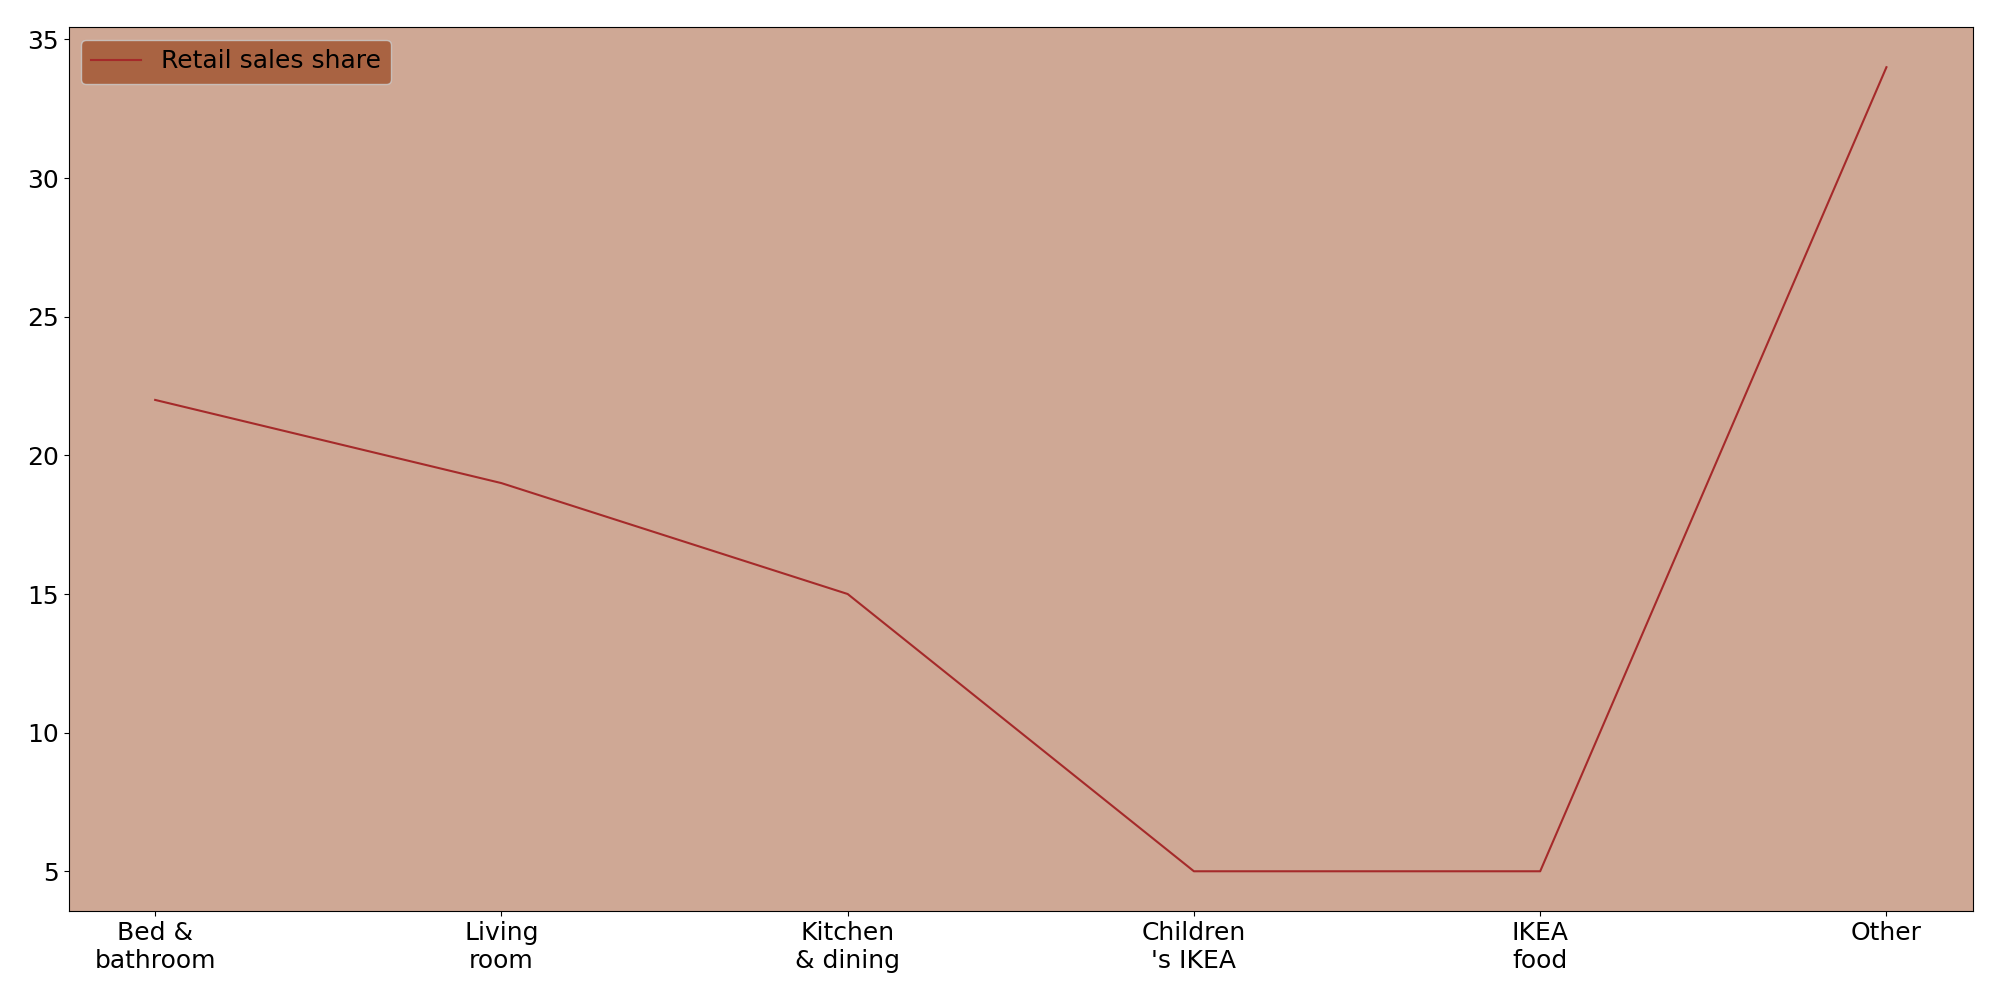 35
30
25
20
15
10
5
Retail sales share
Bed &
bathroom
Living
room
Kitchen
& dining
Children
's IKEA
IKEA
food
Other